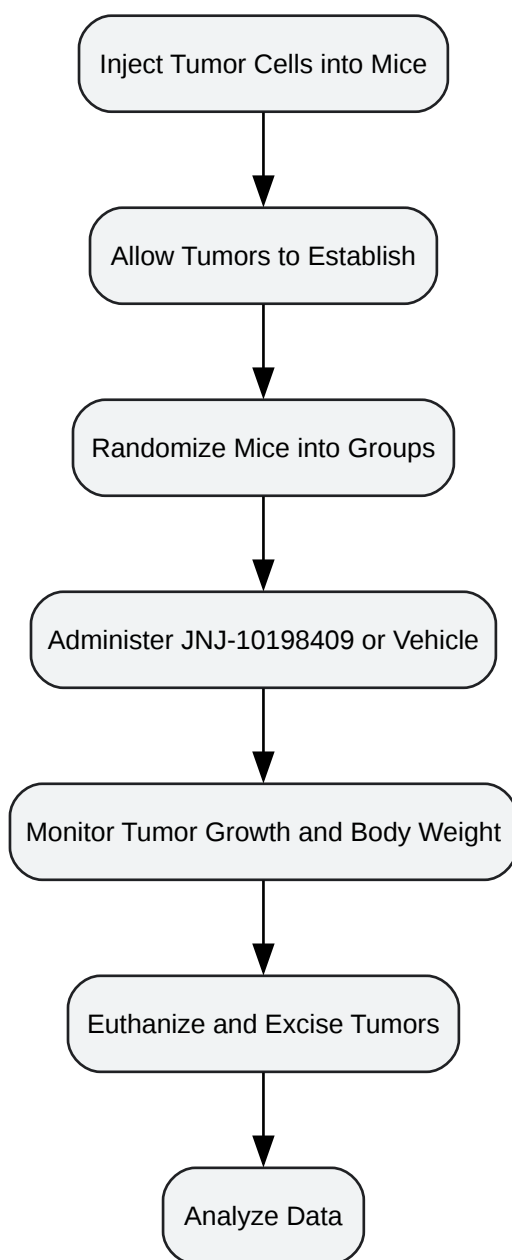 Inject Tumor Cells into Mice
Allow Tumors to Establish
Randomize Mice into Groups
Administer JNJ-10198409 or Vehicle
Monitor Tumor Growth and Body Weight
Euthanize and Excise Tumors
Analyze Data